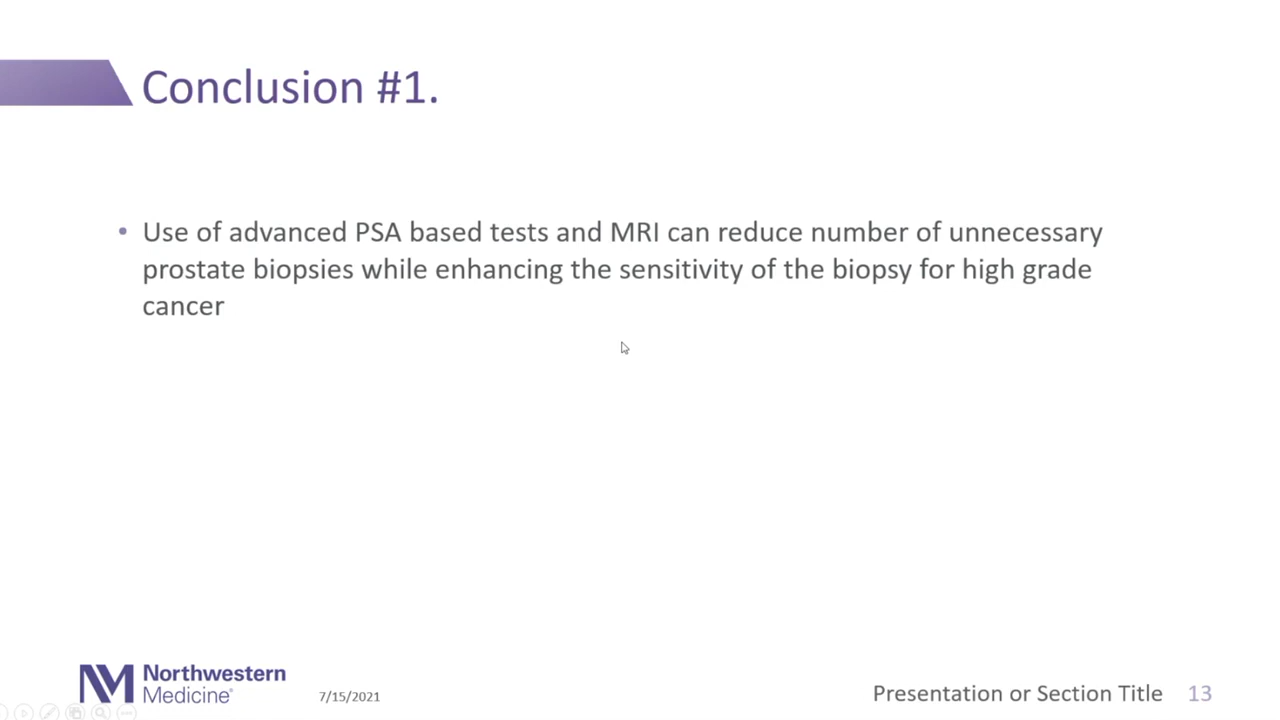 Conclusion #1.
• Use of advanced PSA based tests and MRI can reduce number of unnecessary
prostate biopsies while enhancing the sensitivity of the biopsy for high grade
cancer
NM Northwestern
Medicine®
7/15/2021
Presentation or Section Title 13